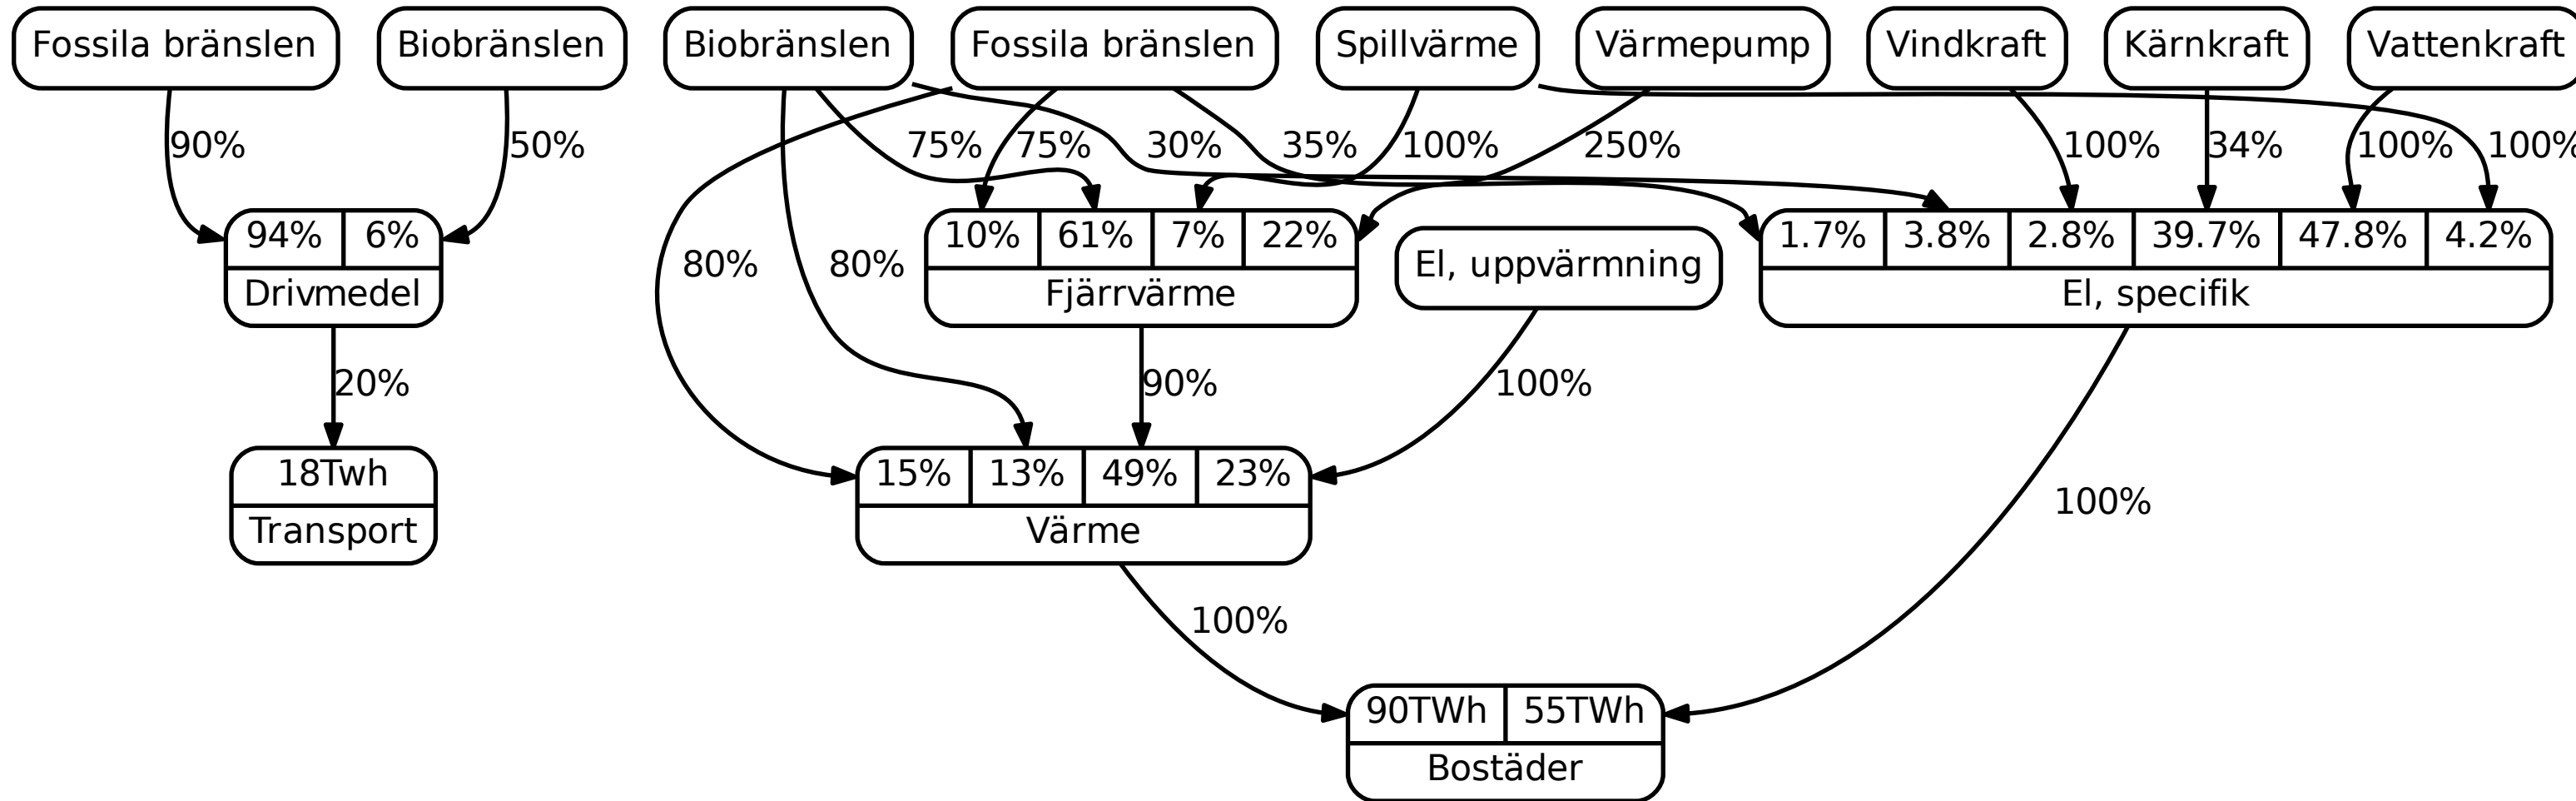 Fossila bränslen
Biobränslen
Biobränslen
Fossila bränslen
Spillvärme
Värmepump
Vindkraft
Kärnkraft
Vattenkraft
90%
50%
75%
75%
30%
35%
100%
250%
100%
34%
100%
100%
94% 6%
Drivmedel
80%
80%
10% 61% 7% 22%
Fjärrvärme
El, uppvärmning
1.7% 3.8% 2.8% 39.7% 47.8% 4.2%
El, specifik
20%
90%
100%
18Twh
Transport
15% 13% 49% 23%
Värme
100%
100%
90TWh 55TWh
Bostäder